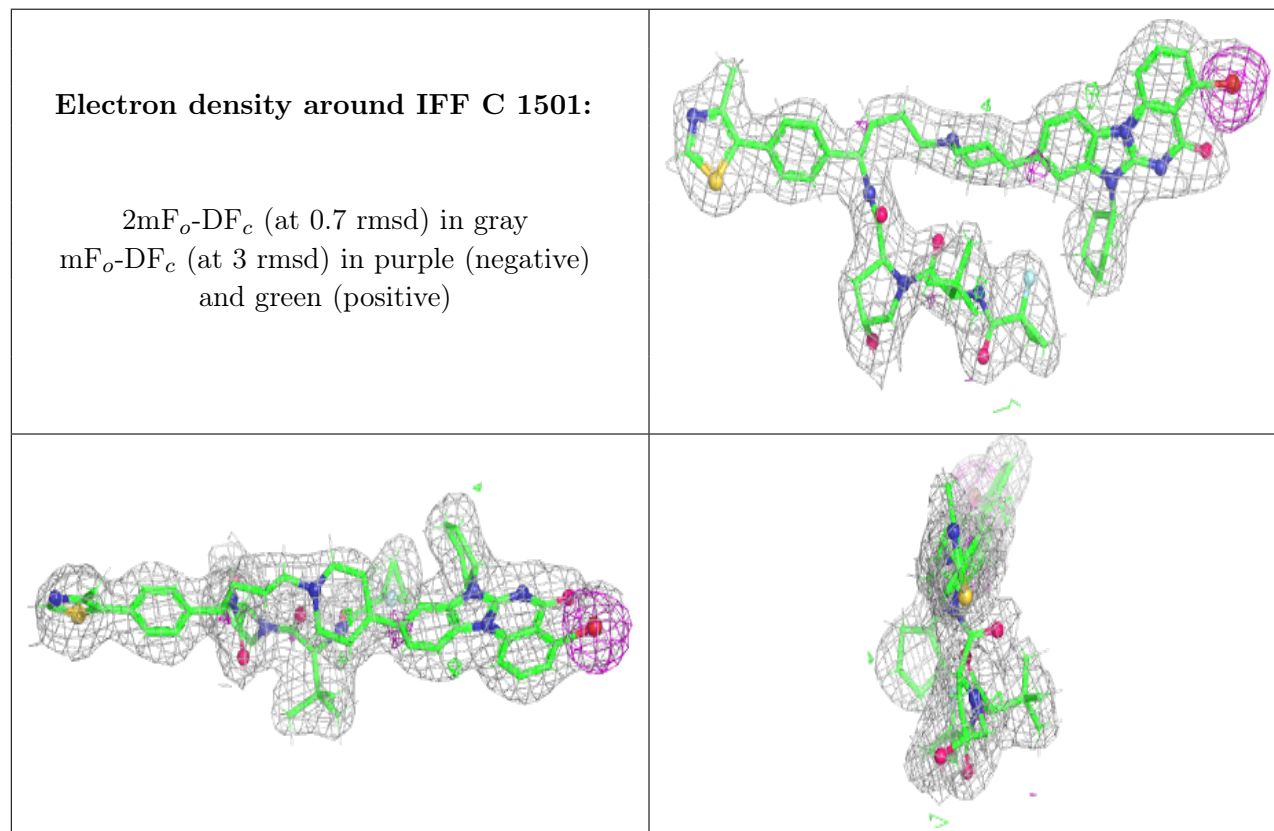 Electron density around IFF C 1501:
2mFo-DFc (at 0.7 rmsd) in gray
mFo-DFc (at 3 rmsd) in purple (negative)
and green (positive)